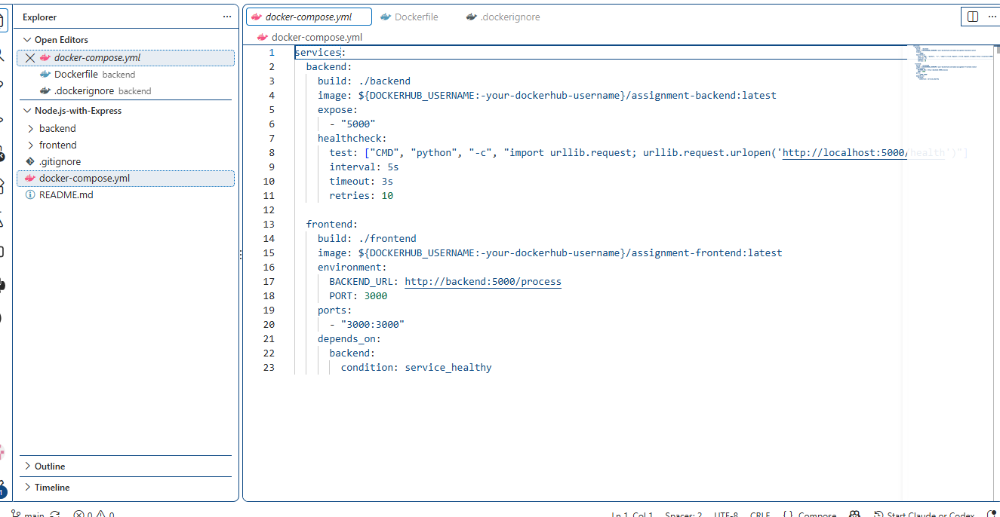 Explorer
···
Open Editors
docker-compose.yml
Dockerfile backend
.dockerignore backend
Node.js-with-Express
backend
frontend
.gitignore
docker-compose.yml
README.md
Outline
Timeline
docker-compose.yml
Dockerfile
.dockerignore
···
docker-compose.yml
1 services:
2   backend:
3     build: ./backend
4     image: ${DOCKERHUB_USERNAME:-your-dockerhub-username}/assignment-backend:latest
5     expose:
6       - "5000"
7     healthcheck:
8       test: ["CMD", "python", "-c", "import urllib.request; urllib.request.urlopen('http://localhost:5000/health')"]
9       interval: 5s
10       timeout: 3s
11       retries: 10
12
13   frontend:
14     build: ./frontend
15     image: ${DOCKERHUB_USERNAME:-your-dockerhub-username}/assignment-frontend:latest
16     environment:
17       BACKEND_URL: http://backend:5000/process
18       PORT: 3000
19     ports:
20       - "3000:3000"
21     depends_on:
22       backend:
23         condition: service_healthy
main 0 0 Ln 1, Col 1 Spaces: 2 UTF-8 CRLF {} Compose Start Claude or Codex